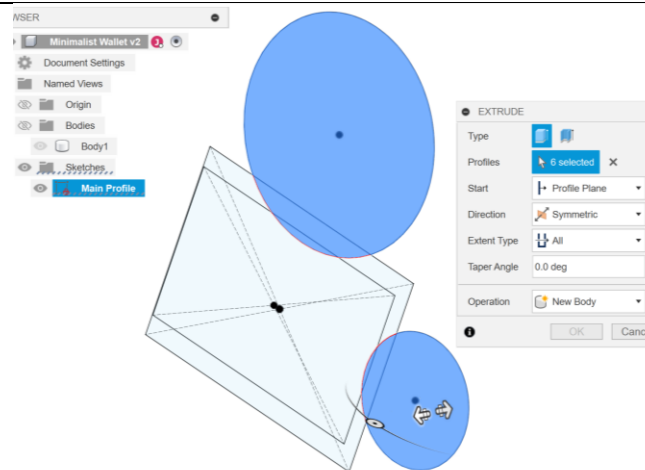 WSER
Minimalist Wallet v2
Document Settings
Named Views
Origin
Bodies
Body1
Sketches
Main Profile
EXTRUDE
Type
Profiles 6 selected
Start Profile Plane
Direction Symmetric
Extent Type All
Taper Angle 0.0 deg
Operation New Body
OK Canc